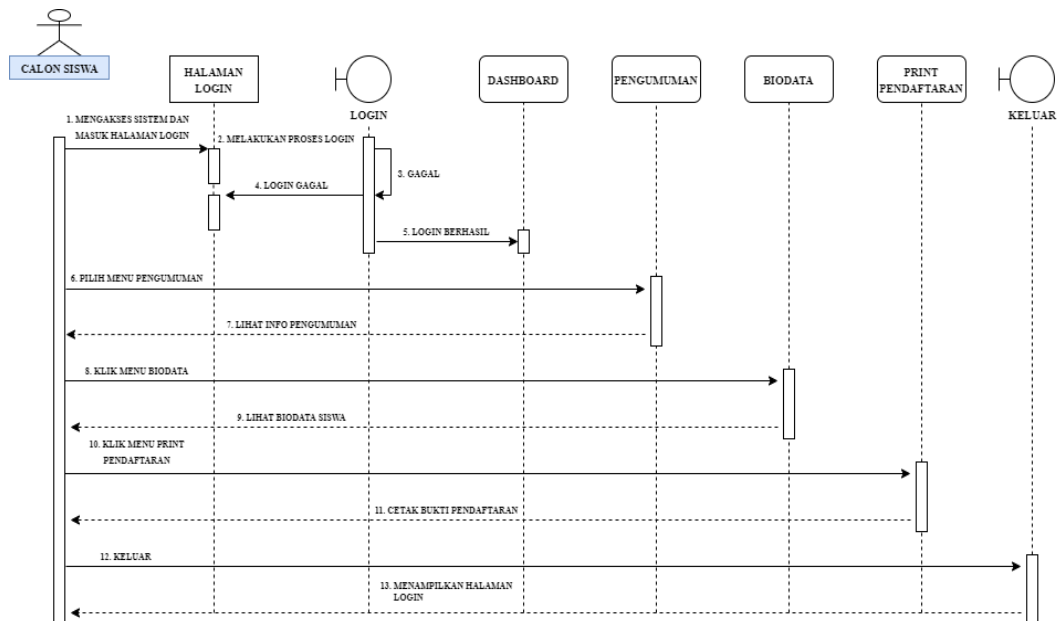 CALON SISWA
HALAMAN
LOGIN
LOGIN
DASHBOARD
PENGUMUMAN
BIODATA
PRINT
PENDAFTARAN
KELUAR
1. MENGAKSES SISTEM DAN
MASUK HALAMAN LOGIN
2. MELAKUKAN PROSES LOGIN
3. GAGAL
4. LOGIN GAGAL
5. LOGIN BERHASIL
6. PILIH MENU PENGUMUMAN
7. LIHAT INFO PENGUMUMAN
8. KLIK MENU BIODATA
9. LIHAT BIODATA SISWA
10. KLIK MENU PRINT
PENDAFTARAN
11. CETAK BUKTI PENDAFTARAN
12. KELUAR
13. MENAMPILKAN HALAMAN
LOGIN